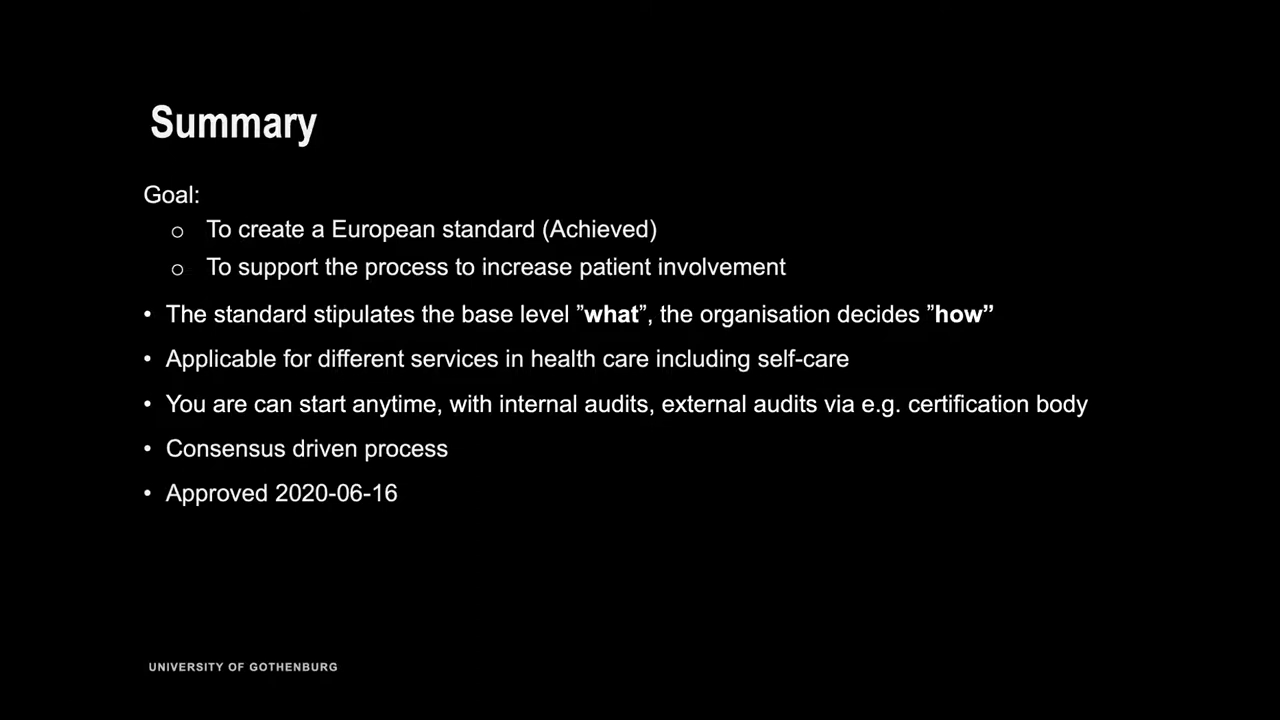 Summary
Goal:
o To create a European standard (Achieved)
o To support the process to increase patient involvement
• The standard stipulates the base level ”what”, the organisation decides ”how”
• Applicable for different services in health care including self-care
• You are can start anytime, with internal audits, external audits via e.g. certification body
• Consensus driven process
• Approved 2020-06-16
UNIVERSITY OF GOTHENBURG